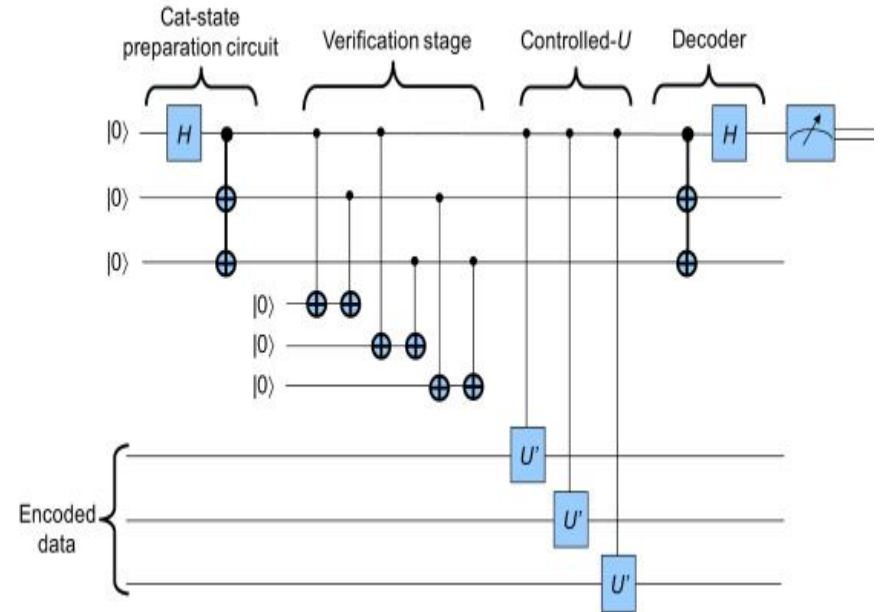 Cat-state
preparation circuit
Verification stage
Controlled-U
Decoder
|0⟩ H H
|0⟩
|0⟩
|0⟩
|0⟩
|0⟩
U'
U'
U'
Encoded
data